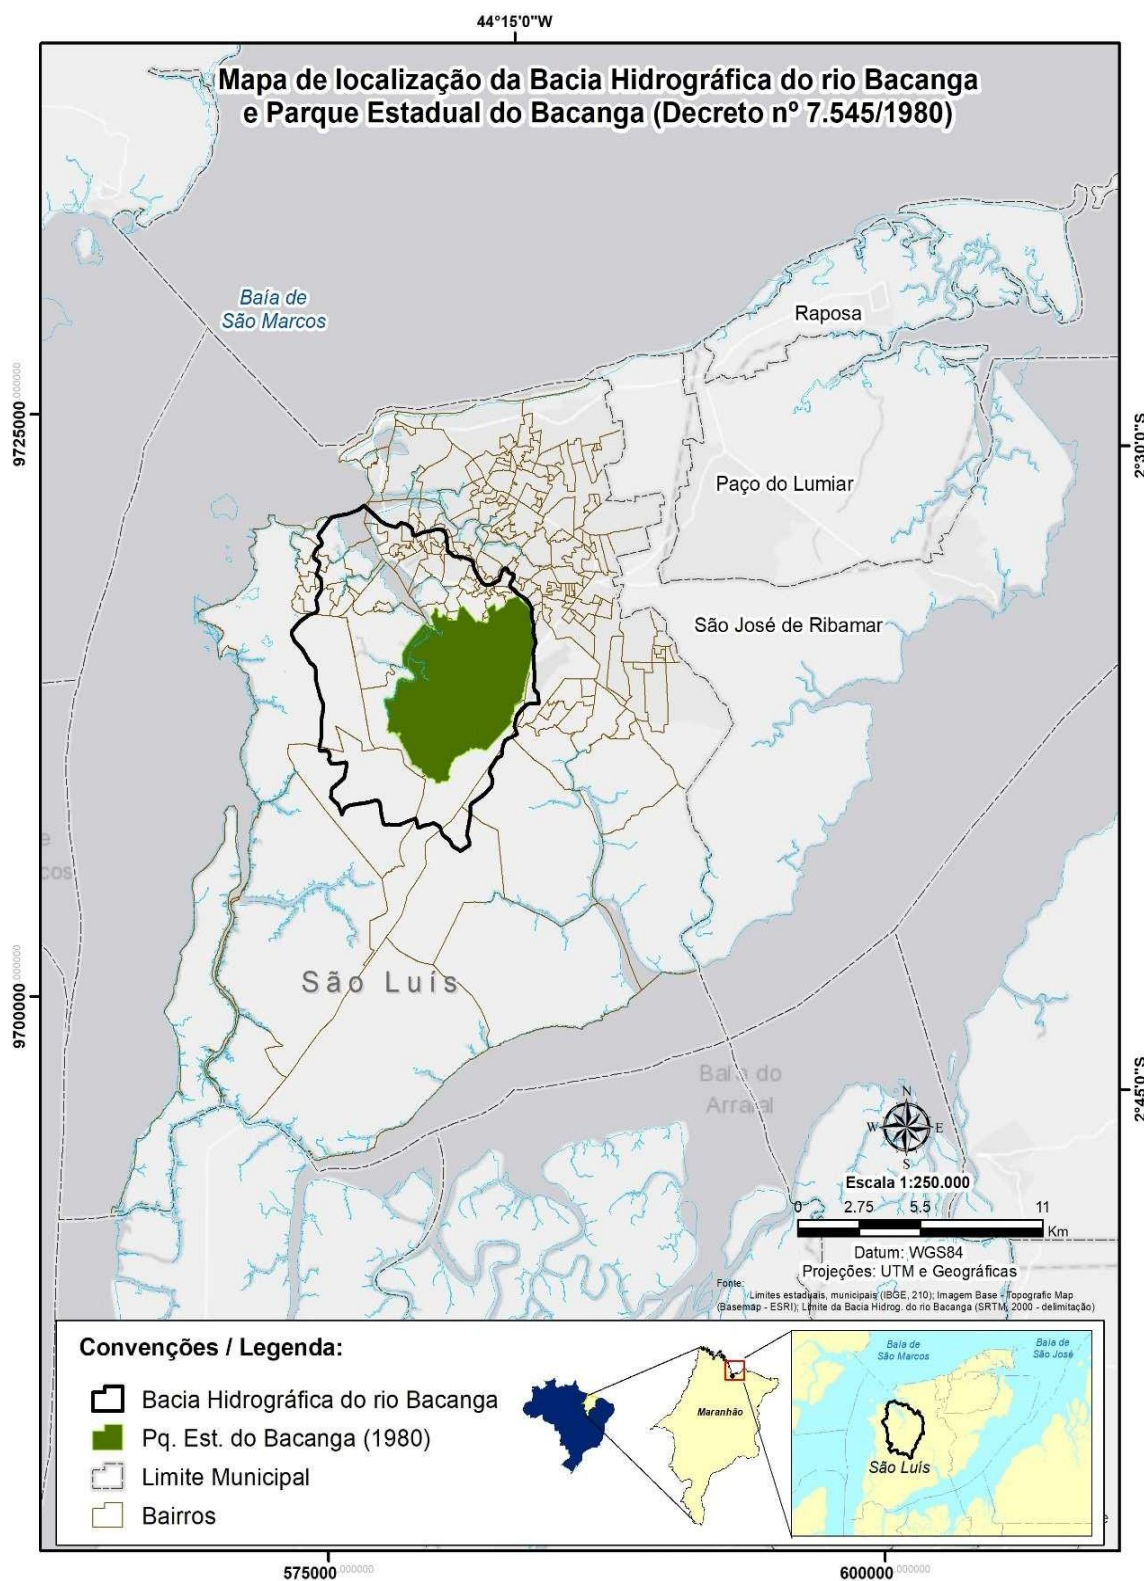 44°15'0"W
Mapa de localização da Bacia Hidrográfica do rio Bacanga
e Parque Estadual do Bacanga (Decreto nº 7.545/1980)
Baía de
São Marcos
Raposa
9725000,000000
2°30'0"S
Paço do Lumiar
São José de Ribamar
e
cos
São Luís
9700000,000000
Baía do
Arraial
2°45'0"S
N
W E
S
Escala 1:250.000
0 2.75 5.5 11
Km
Datum: WGS84
Projeções: UTM e Geográficas
Fonte:
Limites estaduais, municipais (IBGE, 210); Imagem Base - Topografic Map
(Basemap - ESRI); Limite da Bacia Hidrog. do rio Bacanga (SRTM, 2000 - delimitação)
Convenções / Legenda:
Bacia Hidrográfica do rio Bacanga
Pq. Est. do Bacanga (1980)
Limite Municipal
Bairros
Maranhão
Baía de
São Marcos
Baía de
São José
São Luís
e
575000,000000
600000,000000